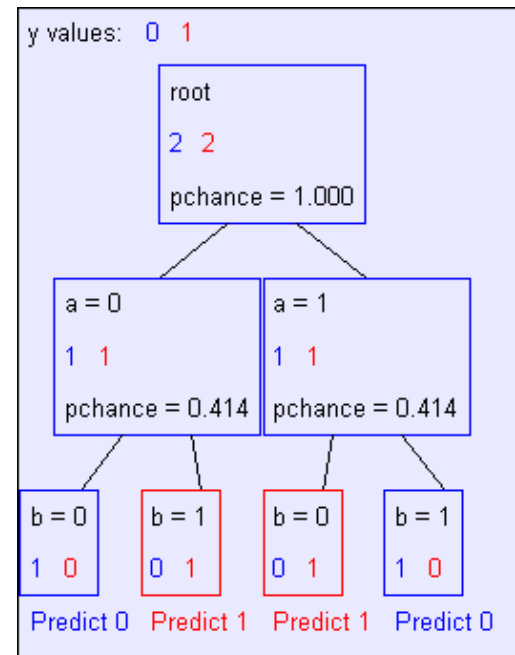 y values: 0 1
root
2 2
pchance = 1.000
a = 0
1 1
pchance = 0.414
a = 1
1 1
pchance = 0.414
b = 0
1 0
Predict 0
b = 1
0 1
Predict 1
b = 0
0 1
Predict 1
b = 1
1 0
Predict 0